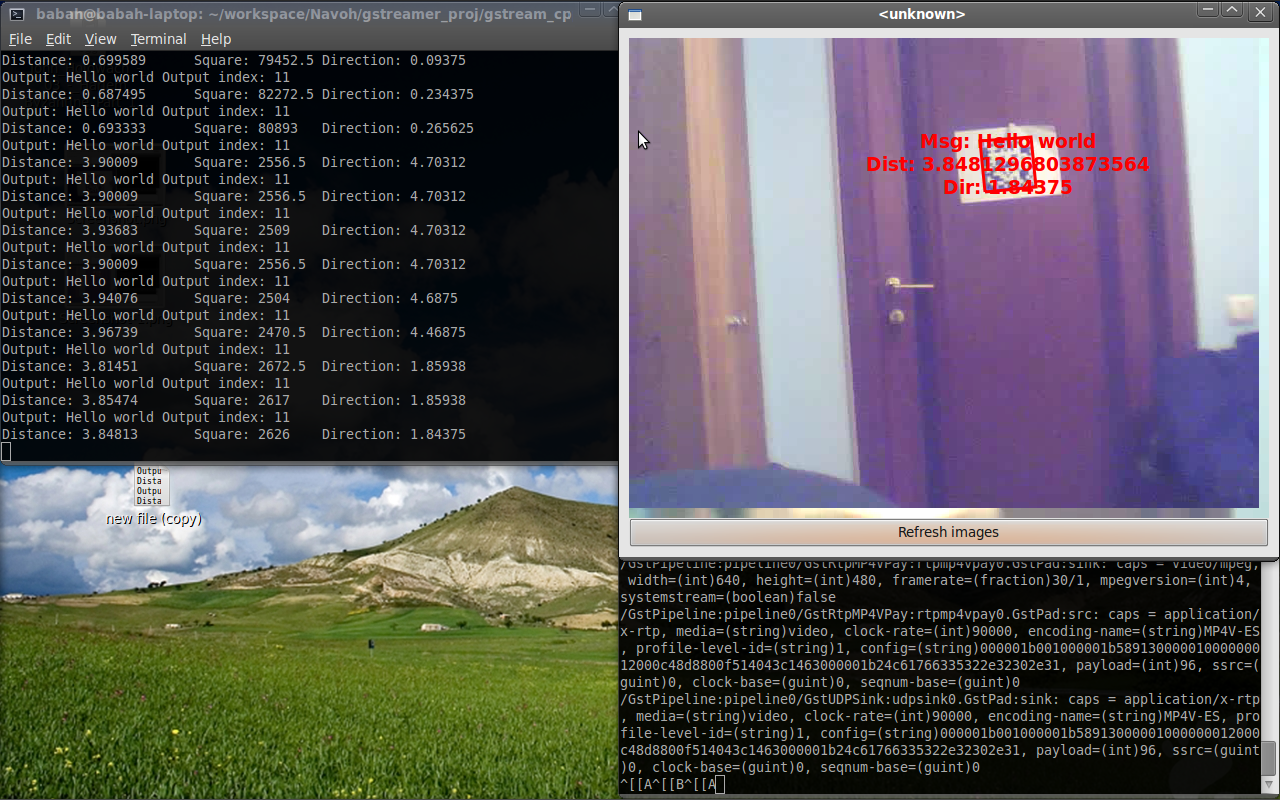 babah@babah-laptop: ~/workspace/Navoh/gstreamer_proj/gstream_cp
File Edit View Terminal Help
Distance: 0.699589 Square: 79452.5 Direction: 0.09375
Output: Hello world Output index: 11
Distance: 0.687495 Square: 82272.5 Direction: 0.234375
Output: Hello world Output index: 11
Distance: 0.693333 Square: 80893 Direction: 0.265625
Output: Hello world Output index: 11
Distance: 3.90009 Square: 2556.5 Direction: 4.70312
Output: Hello world Output index: 11
Distance: 3.90009 Square: 2556.5 Direction: 4.70312
Output: Hello world Output index: 11
Distance: 3.93683 Square: 2509 Direction: 4.70312
Output: Hello world Output index: 11
Distance: 3.90009 Square: 2556.5 Direction: 4.70312
Output: Hello world Output index: 11
Distance: 3.94076 Square: 2504 Direction: 4.6875
Output: Hello world Output index: 11
Distance: 3.96739 Square: 2470.5 Direction: 4.46875
Output: Hello world Output index: 11
Distance: 3.81451 Square: 2672.5 Direction: 1.85938
Output: Hello world Output index: 11
Distance: 3.85474 Square: 2617 Direction: 1.85938
Output: Hello world Output index: 11
Distance: 3.84813 Square: 2626 Direction: 1.84375
Outpu
Dista
Outpu
Dista
new file (copy)
<unknown>
Msg: Hello world
Dist: 3.8481296803873564
Dir: 1.84375
Refresh images
/GstPipeline:pipeline0/GstRtpMP4VPay:rtpmp4vpay0.GstPad:sink: caps = video/mpeg,
width=(int)640, height=(int)480, framerate=(fraction)30/1, mpegversion=(int)4,
systemstream=(boolean)false
/GstPipeline:pipeline0/GstRtpMP4VPay:rtpmp4vpay0.GstPad:src: caps = application/
x-rtp, media=(string)video, clock-rate=(int)90000, encoding-name=(string)MP4V-ES
, profile-level-id=(string)1, config=(string)000001b001000001b58913000001000000
12000c48d8800f514043c1463000001b24c61766335322e32302e31, payload=(int)96, ssrc=(
guint)0, clock-base=(guint)0, seqnum-base=(guint)0
/GstPipeline:pipeline0/GstUDPSink:udpsink0.GstPad:sink: caps = application/x-rtp
, media=(string)video, clock-rate=(int)90000, encoding-name=(string)MP4V-ES, pro
file-level-id=(string)1, config=(string)000001b001000001b58913000001000000012000
c48d8800f514043c1463000001b24c61766335322e32302e31, payload=(int)96, ssrc=(guint
)0, clock-base=(guint)0, seqnum-base=(guint)0
^[[A^[[B^[[A